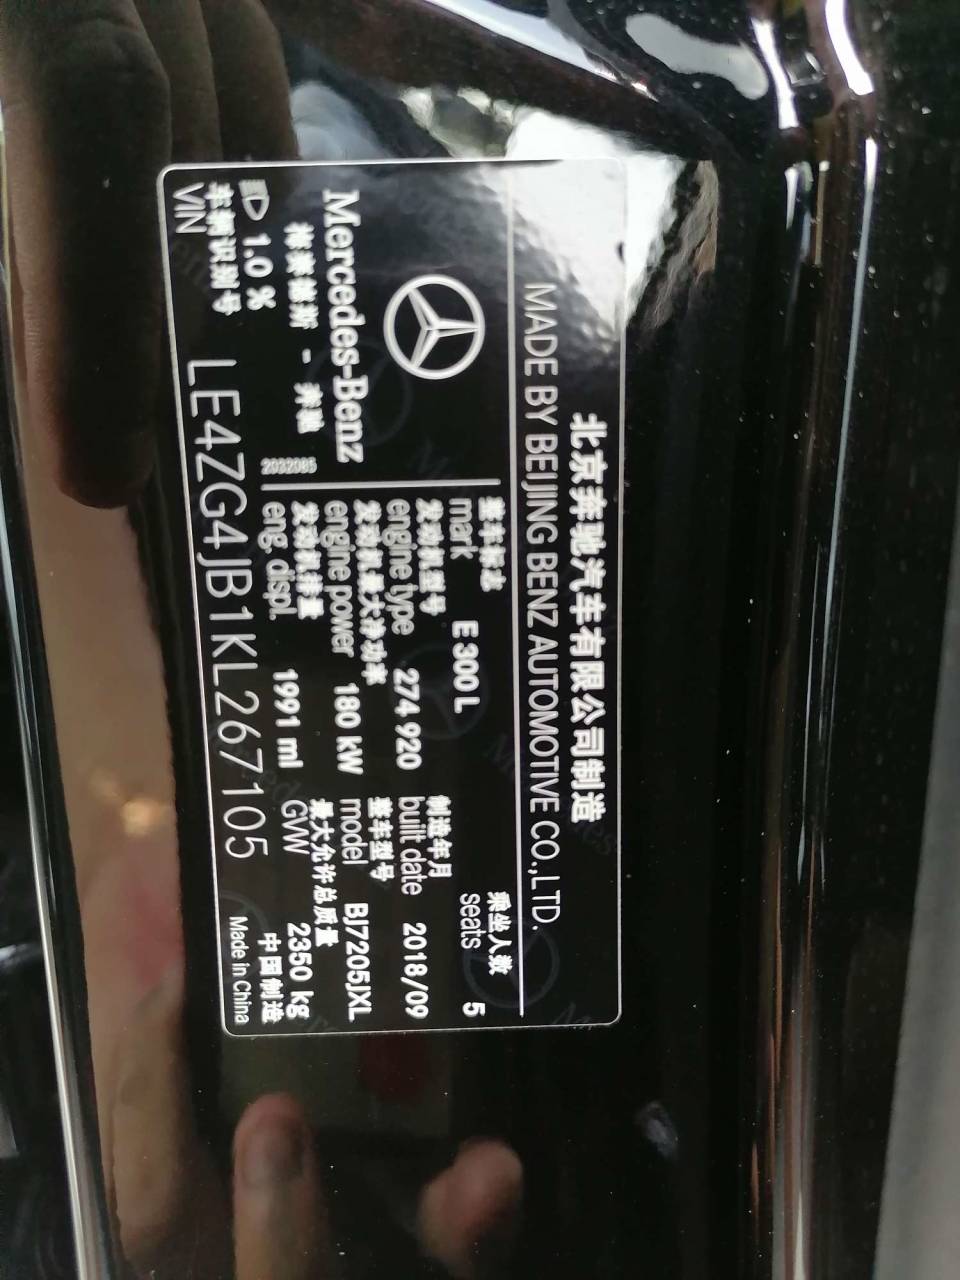 北京奔驰汽车有限公司制造
MADE BY BEIJING BENZ AUTOMOTIVE CO.,LTD.
乘坐人数
seats 5
整车标志
mark E 300 L
发动机型号
engine type 274 920
制造年月
built date 2018/09
发动机最大净功率
engine power 180 kW
整车型号
model BJ7205JXL
发动机排量
eng. displ. 1991 ml
最大允许总质量
GW 2350 kg
Mercedes-Benz
梅赛德斯 - 奔驰
2032085
1.0 %
车辆识别号
VIN LE4ZG4JB1KL267105
中国制造
Made in China